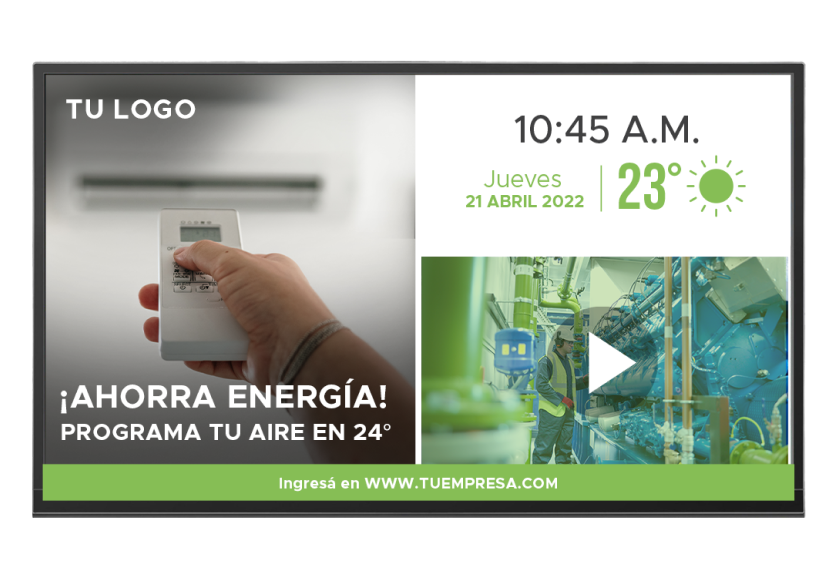 TU LOGO
¡AHORRA ENERGÍA!
PROGRAMA TU AIRE EN 24°
10:45 A.M.
Jueves
21 ABRIL 2022
23°
Ingresá en WWW.TUEMPRESA.COM